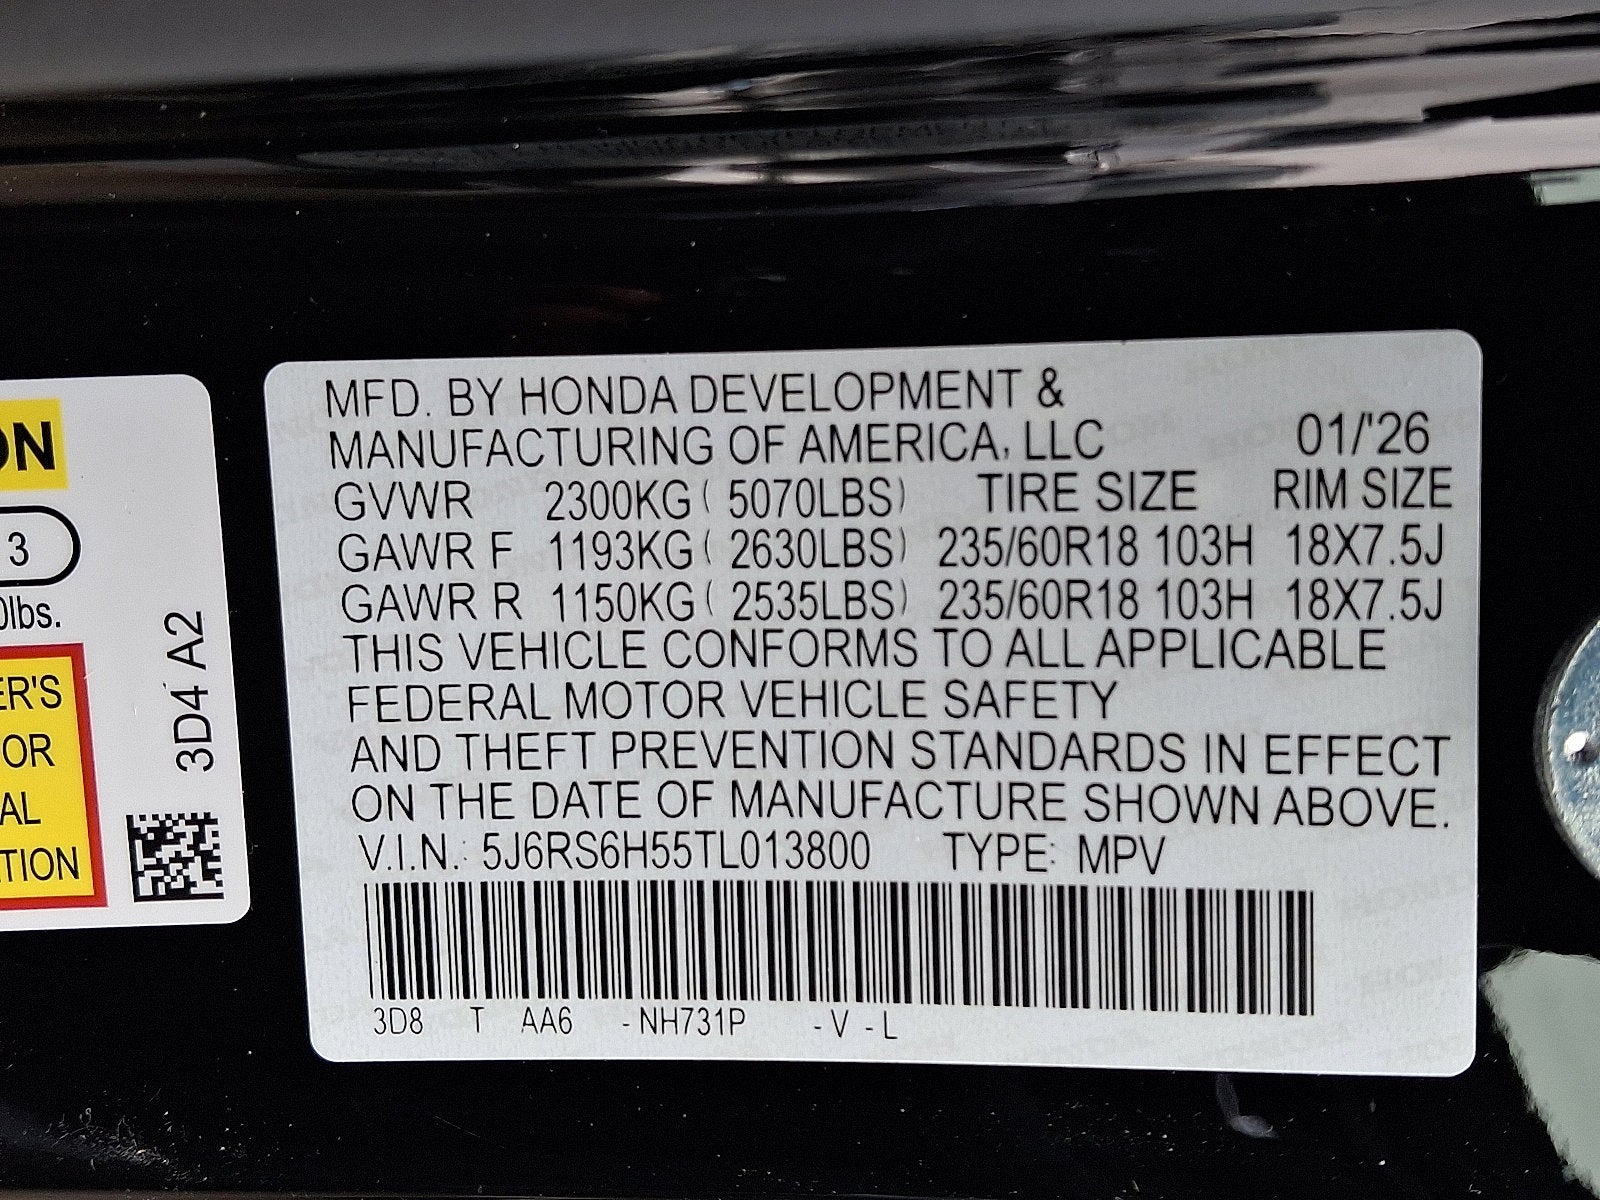 ON
3
0lbs.
ER'S
OR
AL
TION
3D4 A2
MFD. BY HONDA DEVELOPMENT &
MANUFACTURING OF AMERICA, LLC 01/'26
GVWR 2300KG ( 5070LBS) TIRE SIZE RIM SIZE
GAWR F 1193KG ( 2630LBS) 235/60R18 103H 18X7.5J
GAWR R 1150KG ( 2535LBS) 235/60R18 103H 18X7.5J
THIS VEHICLE CONFORMS TO ALL APPLICABLE
FEDERAL MOTOR VEHICLE SAFETY
AND THEFT PREVENTION STANDARDS IN EFFECT
ON THE DATE OF MANUFACTURE SHOWN ABOVE.
V.I.N.: 5J6RS6H55TL013800 TYPE: MPV
3D8 T AA6 - NH731P - V - L